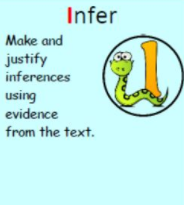 Infer
Make and
justify
inferences
using
evidence
from the text.